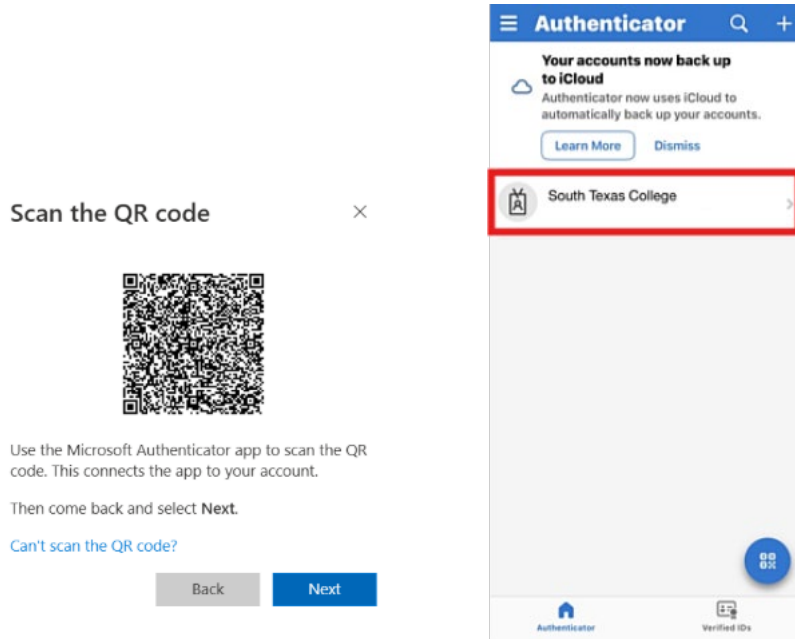 Scan the QR code
Use the Microsoft Authenticator app to scan the QR
code. This connects the app to your account.
Then come back and select Next.
Can't scan the QR code?
Back
Next
Authenticator
Your accounts now back up
to iCloud
Authenticator now uses iCloud to
automatically back up your accounts.
Learn More
Dismiss
South Texas College
Authenticator
Verified IDs